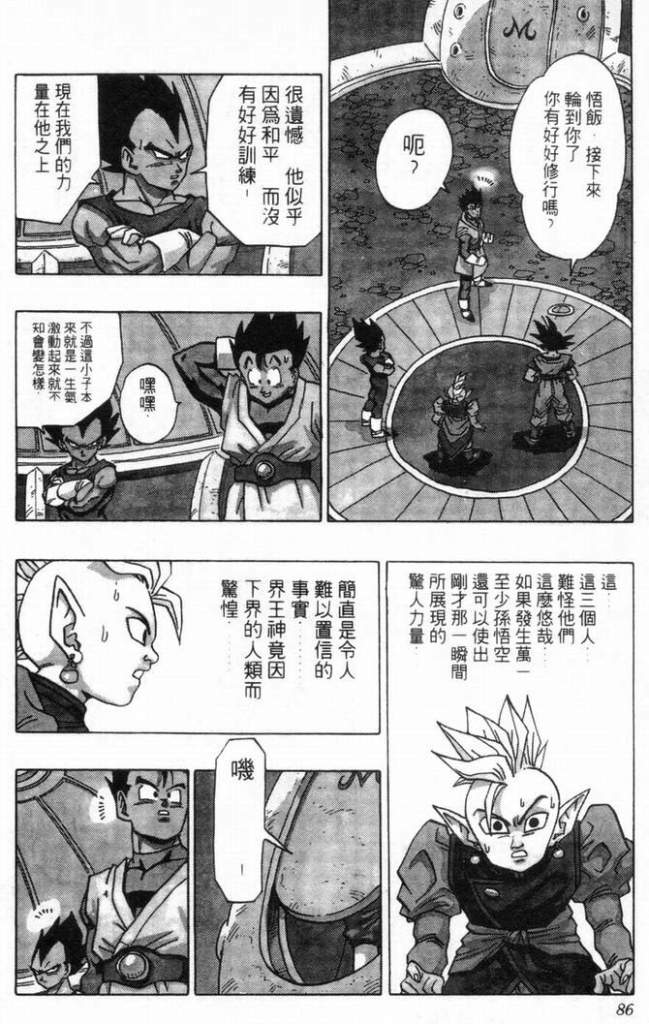 M
悟飯．接下來
輪到你了
你有好好修行嗎？
呃？
很遺憾　他似乎
因爲和平　而沒
有好好訓練．
現在我們的力
量在他之上
嘿嘿．
不過這小子本
來就是一生氣
激動起來就不
知會變怎樣．
這…
這三個人…
難怪他們
這麼悠哉…
如果發生萬一
至少孫悟空
還可以使出
剛才那一瞬間
所展現的
驚人力量…
簡直是令人
難以置信的
事實…
界王神竟因
下界的人類而
驚惶…
M
嘰－
86